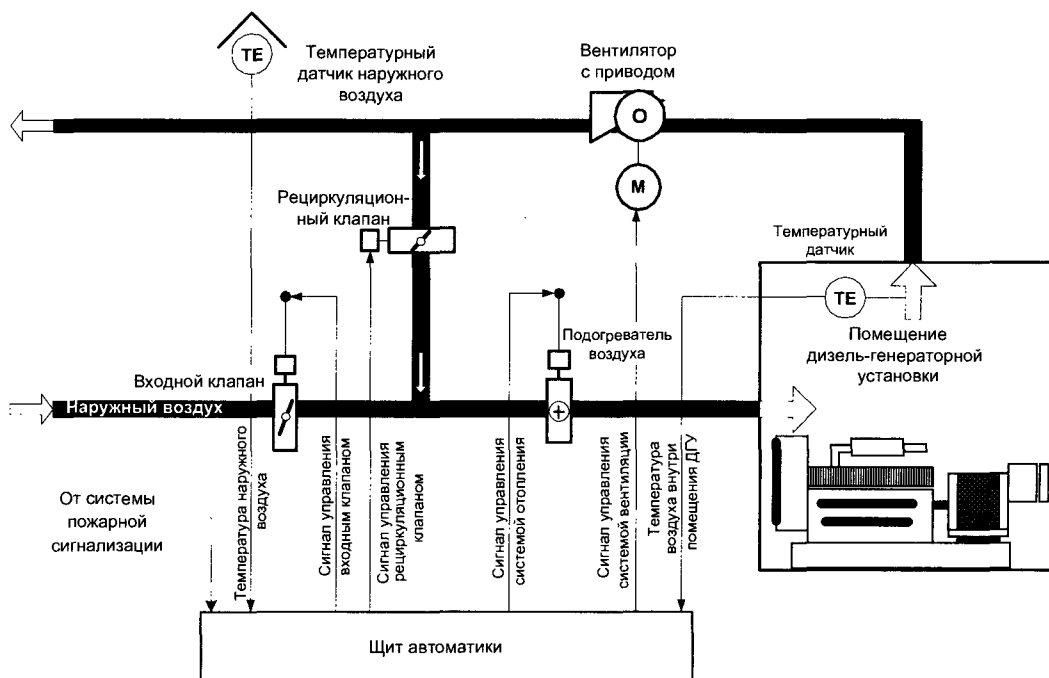 TE
Температурный
датчик наружного
воздуха
Вентилятор
с приводом
О
М
Рециркуляцион-
ный клапан
Температурный
датчик
TE
Подогреватель
воздуха
Помещение
дизель-генераторной
установки
Входной клапан
Наружный воздух
От системы
пожарной
сигнализации
Температура наружного
воздуха
Сигнал управления
входным клапаном
Сигнал управления
рециркуляционным
клапаном
Сигнал управления
системой отопления
Сигнал управления
системой вентиляции
Температура
воздуха внутри
помещения ДГУ
Щит автоматики